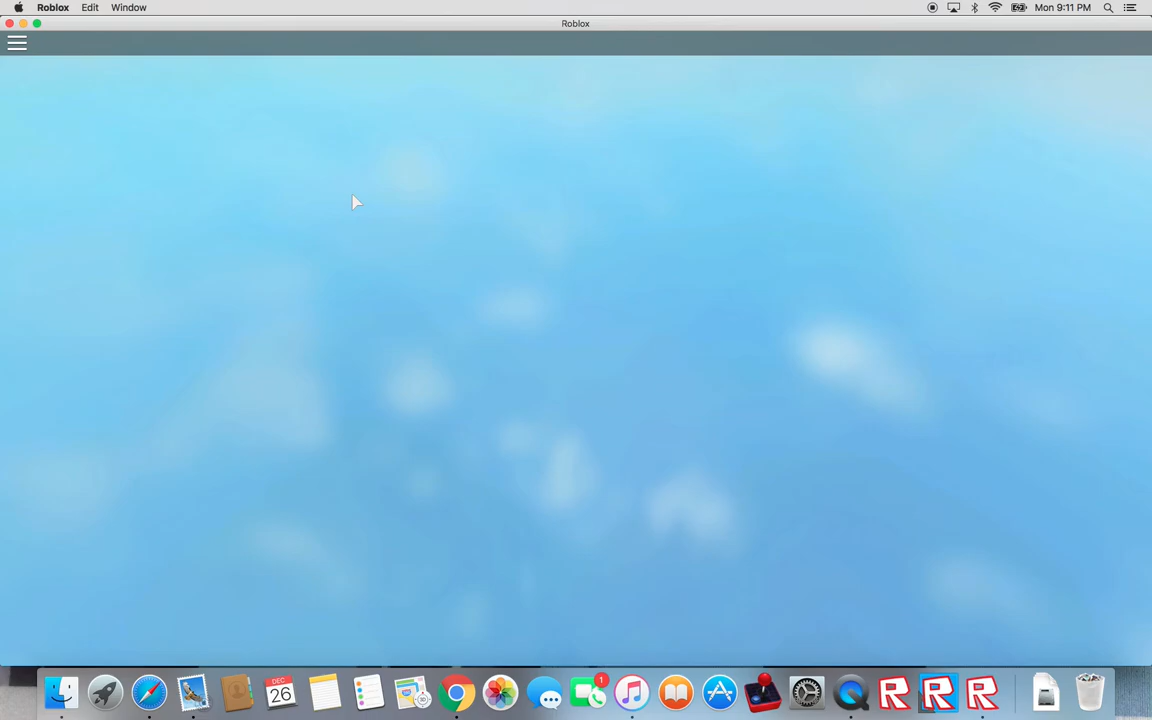 Roblox Edit Window Mon 9:11 PM
Roblox
DEC
26
1
R R R